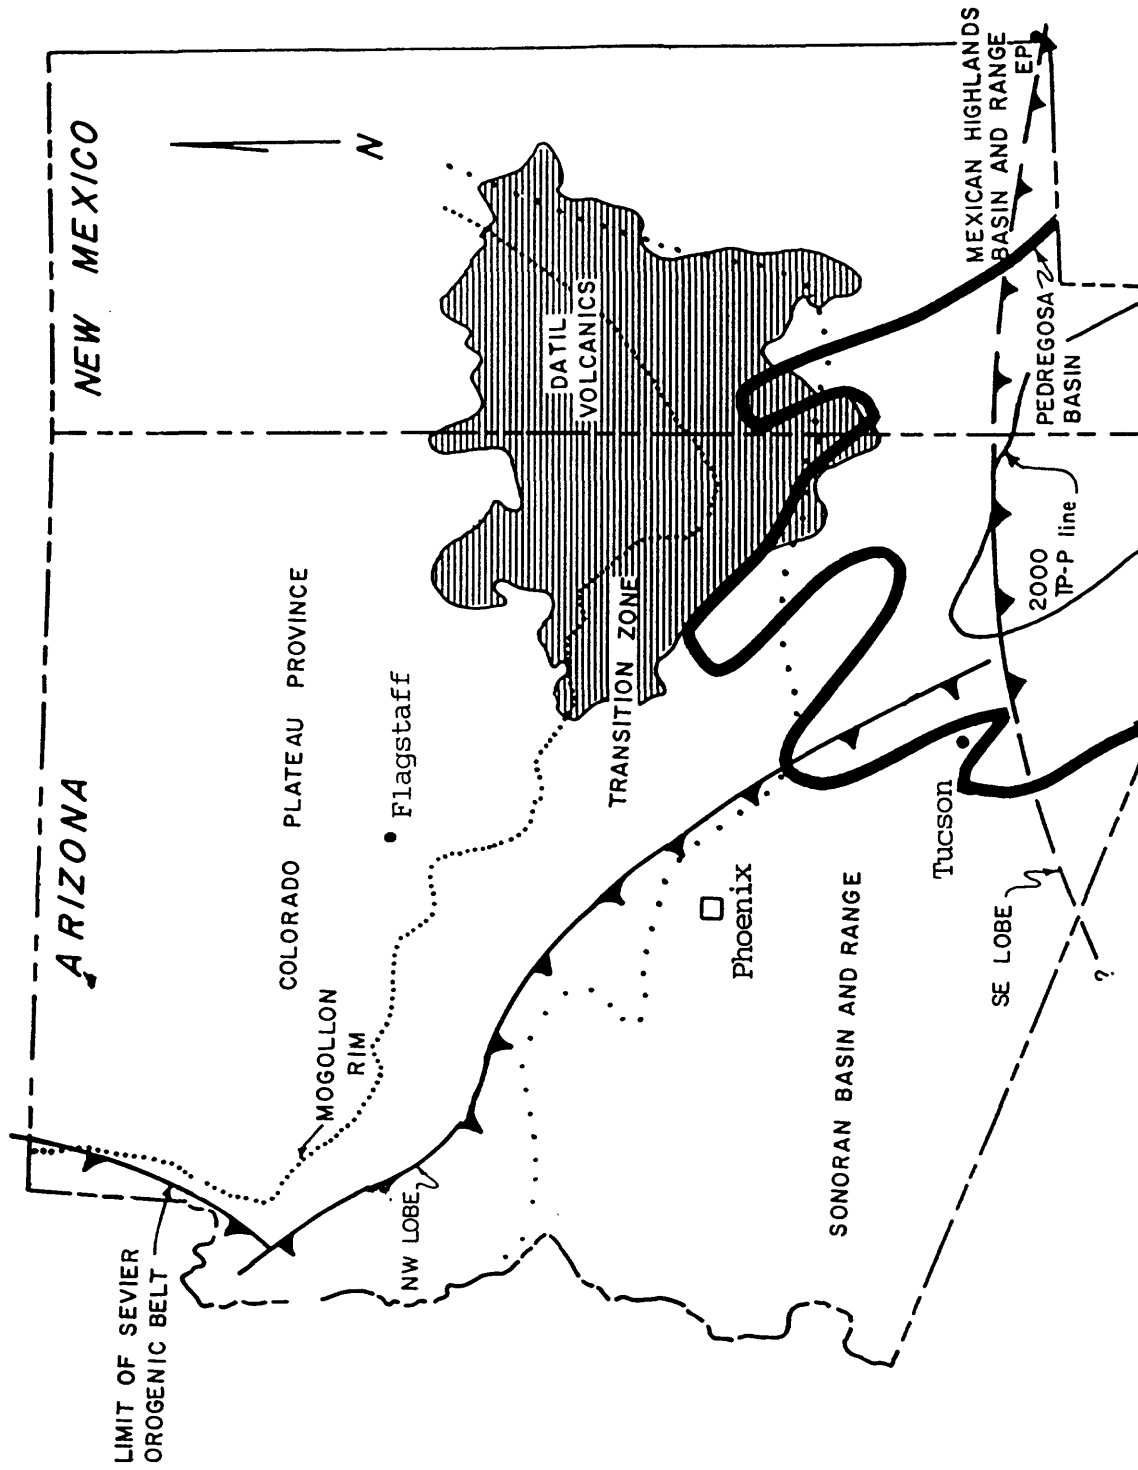 ARIZONA
NEW MEXICO
N
LIMIT OF SEVIER
OROGENIC BELT
MOGOLLON
RIM
COLORADO PLATEAU PROVINCE
Flagstaff
DATIL
VOLCANICS
TRANSITION ZONE
NW LOBE
Phoenix
SONORAN BASIN AND RANGE
Tucson
SE LOBE
?
2000
IP-P line
PEDREGOSA
BASIN
MEXICAN HIGHLANDS
BASIN AND RANGE
EP